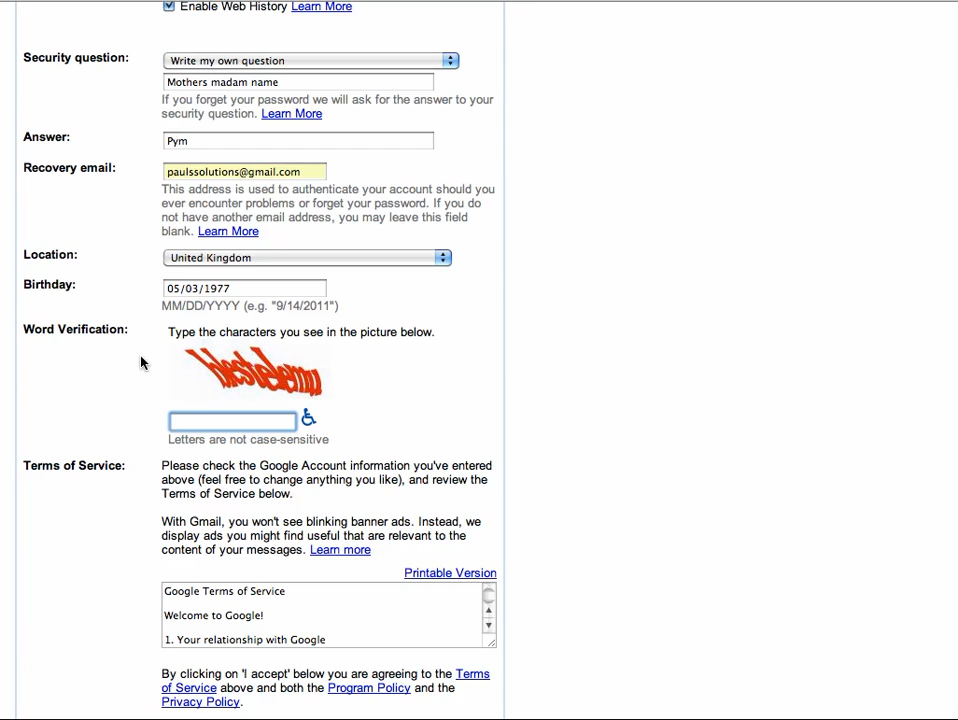 Enable Web History Learn More
Security question:
Write my own question
Mothers madam name
If you forget your password we will ask for the answer to your
security question. Learn More
Answer:
Pym
Recovery email:
paulssolutions@gmail.com
This address is used to authenticate your account should you
ever encounter problems or forget your password. If you do
not have another email address, you may leave this field
blank. Learn More
Location:
United Kingdom
Birthday:
05/03/1977
MM/DD/YYYY (e.g. "9/14/2011")
Word Verification:
Type the characters you see in the picture below.
Letters are not case-sensitive
Terms of Service:
Please check the Google Account information you've entered
above (feel free to change anything you like), and review the
Terms of Service below.
With Gmail, you won't see blinking banner ads. Instead, we
display ads you might find useful that are relevant to the
content of your messages. Learn more
Printable Version
Google Terms of Service
Welcome to Google!
1. Your relationship with Google
By clicking on 'I accept' below you are agreeing to the Terms
of Service above and both the Program Policy and the
Privacy Policy.